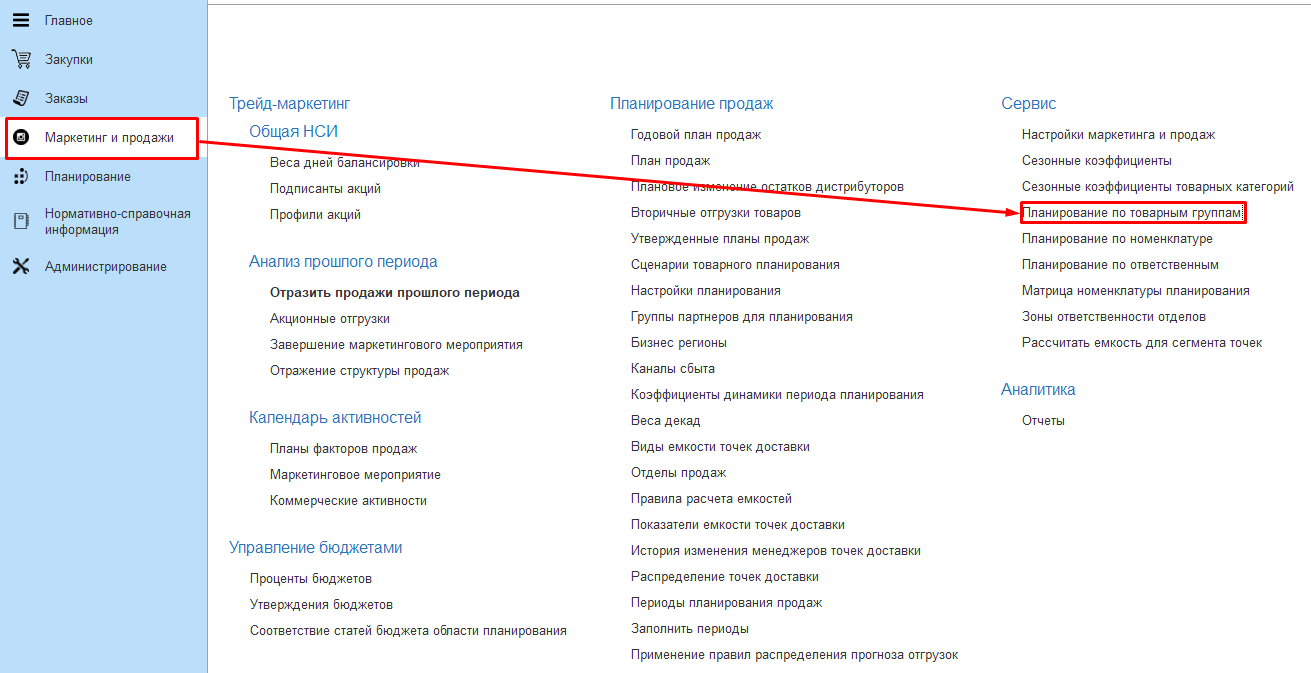 Главное
Закупки
Заказы
Маркетинг и продажи
Планирование
Нормативно-справочная
информация
Администрирование
Трейд-маркетинг
Общая НСИ
Веса дней балансировки
Подписанты акций
Профили акций
Анализ прошлого периода
Отразить продажи прошлого периода
Акционные отгрузки
Завершение маркетингового мероприятия
Отражение структуры продаж
Календарь активностей
Планы факторов продаж
Маркетинговое мероприятие
Коммерческие активности
Управление бюджетами
Проценты бюджетов
Утверждения бюджетов
Соответствие статей бюджета области планирования
Планирование продаж
Годовой план продаж
План продаж
Плановое изменение остатков дистрибуторов
Вторичные отгрузки товаров
Утвержденные планы продаж
Сценарии товарного планирования
Настройки планирования
Группы партнеров для планирования
Бизнес регионы
Каналы сбыта
Коэффициенты динамики периода планирования
Веса декад
Виды емкости точек доставки
Отделы продаж
Правила расчета емкостей
Показатели емкости точек доставки
История изменения менеджеров точек доставки
Распределение точек доставки
Периоды планирования продаж
Заполнить периоды
Применение правил распределения прогноза отгрузок
Сервис
Настройки маркетинга и продаж
Сезонные коэффициенты
Сезонные коэффициенты товарных категорий
Планирование по товарным группам
Планирование по номенклатуре
Планирование по ответственным
Матрица номенклатуры планирования
Зоны ответственности отделов
Рассчитать емкость для сегмента точек
Аналитика
Отчеты